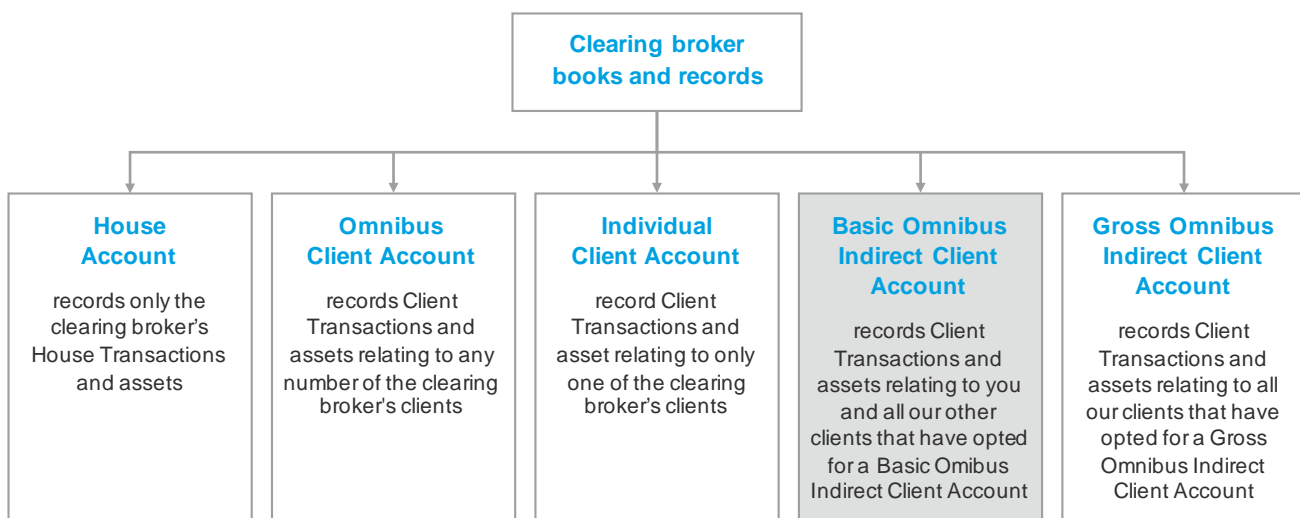 Clearing broker
books and records
House
Account
records only the
clearing broker's
House Transactions
and assets
Omnibus
Client Account
records Client
Transactions and
assets relating to any
number of the clearing
broker's clients
Individual
Client Account
record Client
Transactions and
asset relating to only
one of the clearing
broker’s clients
Basic Omnibus
Indirect Client
Account
records Client
Transactions and
assets relating to you
and all our other
clients that have opted
for a Basic Omibus
Indirect Client Account
Gross Omnibus
Indirect Client
Account
records Client
Transactions and
assets relating to all
our clients that have
opted for a Gross
Omnibus Indirect
Client Account